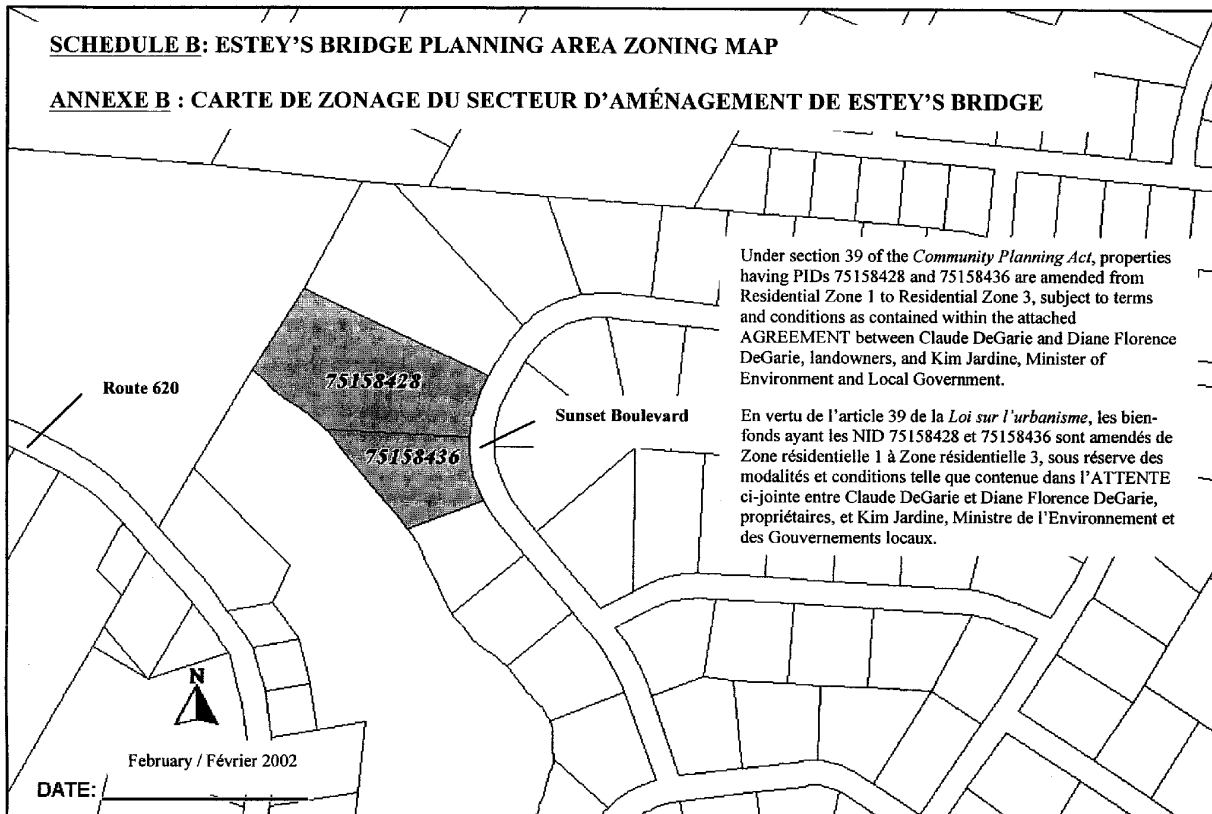 SCHEDULE B: ESTEY'S BRIDGE PLANNING AREA ZONING MAP
ANNEXE B : CARTE DE ZONAGE DU SECTEUR D'AMÉNAGEMENT DE ESTEY'S BRIDGE
Under section 39 of the Community Planning Act, properties
having PIDs 75158428 and 75158436 are amended from
Residential Zone 1 to Residential Zone 3, subject to terms
and conditions as contained within the attached
AGREEMENT between Claude DeGarie and Diane Florence
DeGarie, landowners, and Kim Jardine, Minister of
Environment and Local Government.
75158428
Route 620
Sunset Boulevard
75158436
En vertu de l'article 39 de la Loi sur l'urbanisme, les bien-
fonds ayant les NID 75158428 et 75158436 sont amendés de
Zone résidentielle 1 à Zone résidentielle 3, sous réserve des
modalités et conditions telle que contenue dans l'ATTENTE
ci-jointe entre Claude DeGarie et Diane Florence DeGarie,
propriétaires, et Kim Jardine, Ministre de l'Environnement et
des Gouvernements locaux.
N
February / Février 2002
DATE: